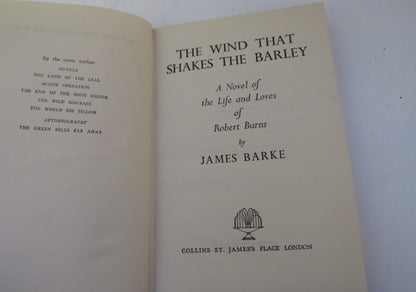 By the same author
NOVELS
THE LAND OF THE LEAL
MAJOR OPERATION
THE END OF THE HIGH BRIDGE
THE WILD MACRAES
THE WORLD HIS PILLOW
AUTOBIOGRAPHY
THE GREEN HILLS FAR AWAY
THE WIND THAT
SHAKES THE BARLEY
A Novel of
the Life and Loves
of
Robert Burns
by
JAMES BARKE
COLLINS ST. JAMES'S PLACE LONDON